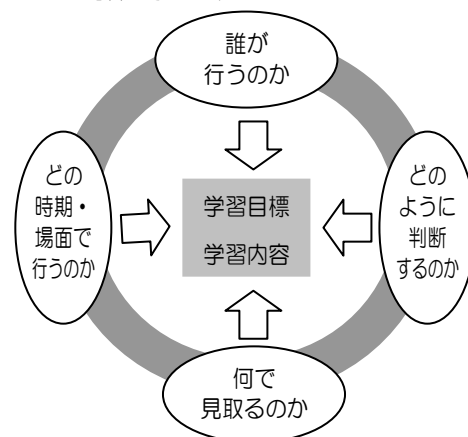 誰が
行うのか
どの
時期・
場面で
行うのか
学習目標
学習内容
どの
ように
判断
するのか
何で
見取るのか